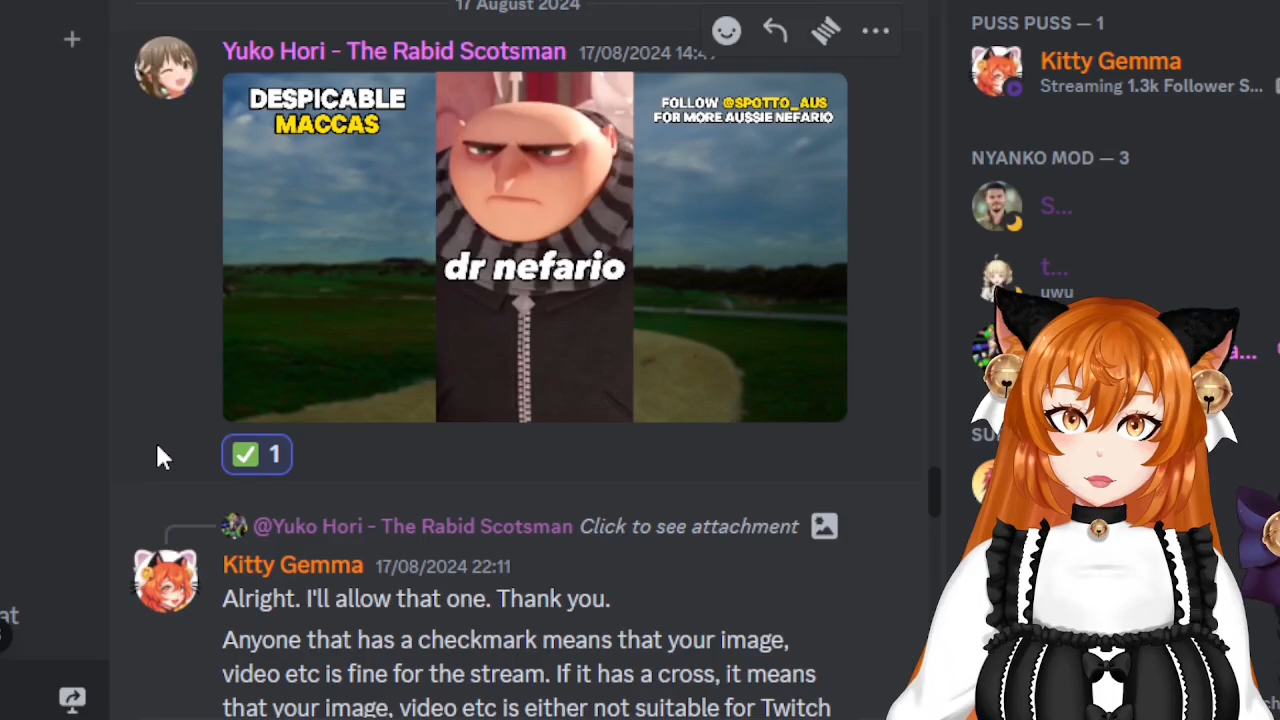 17 August 2024
Yuko Hori - The Rabid Scotsman 17/08/2024 14:4
DESPICABLE
MACCAS
FOLLOW @SPOTTO_AUS
FOR MORE AUSSIE NEFARIO
dr nefario
1
@Yuko Hori - The Rabid Scotsman Click to see attachment
Kitty Gemma 17/08/2024 22:11
Alright. I'll allow that one. Thank you.
Anyone that has a checkmark means that your image,
video etc is fine for the stream. If it has a cross, it means
that your image, video etc is either not suitable for Twitch
at
PUSS PUSS — 1
Kitty Gemma
Streaming 1.3k Follower S...
NYANKO MOD — 3
S...
t...
uwu
a...
SU